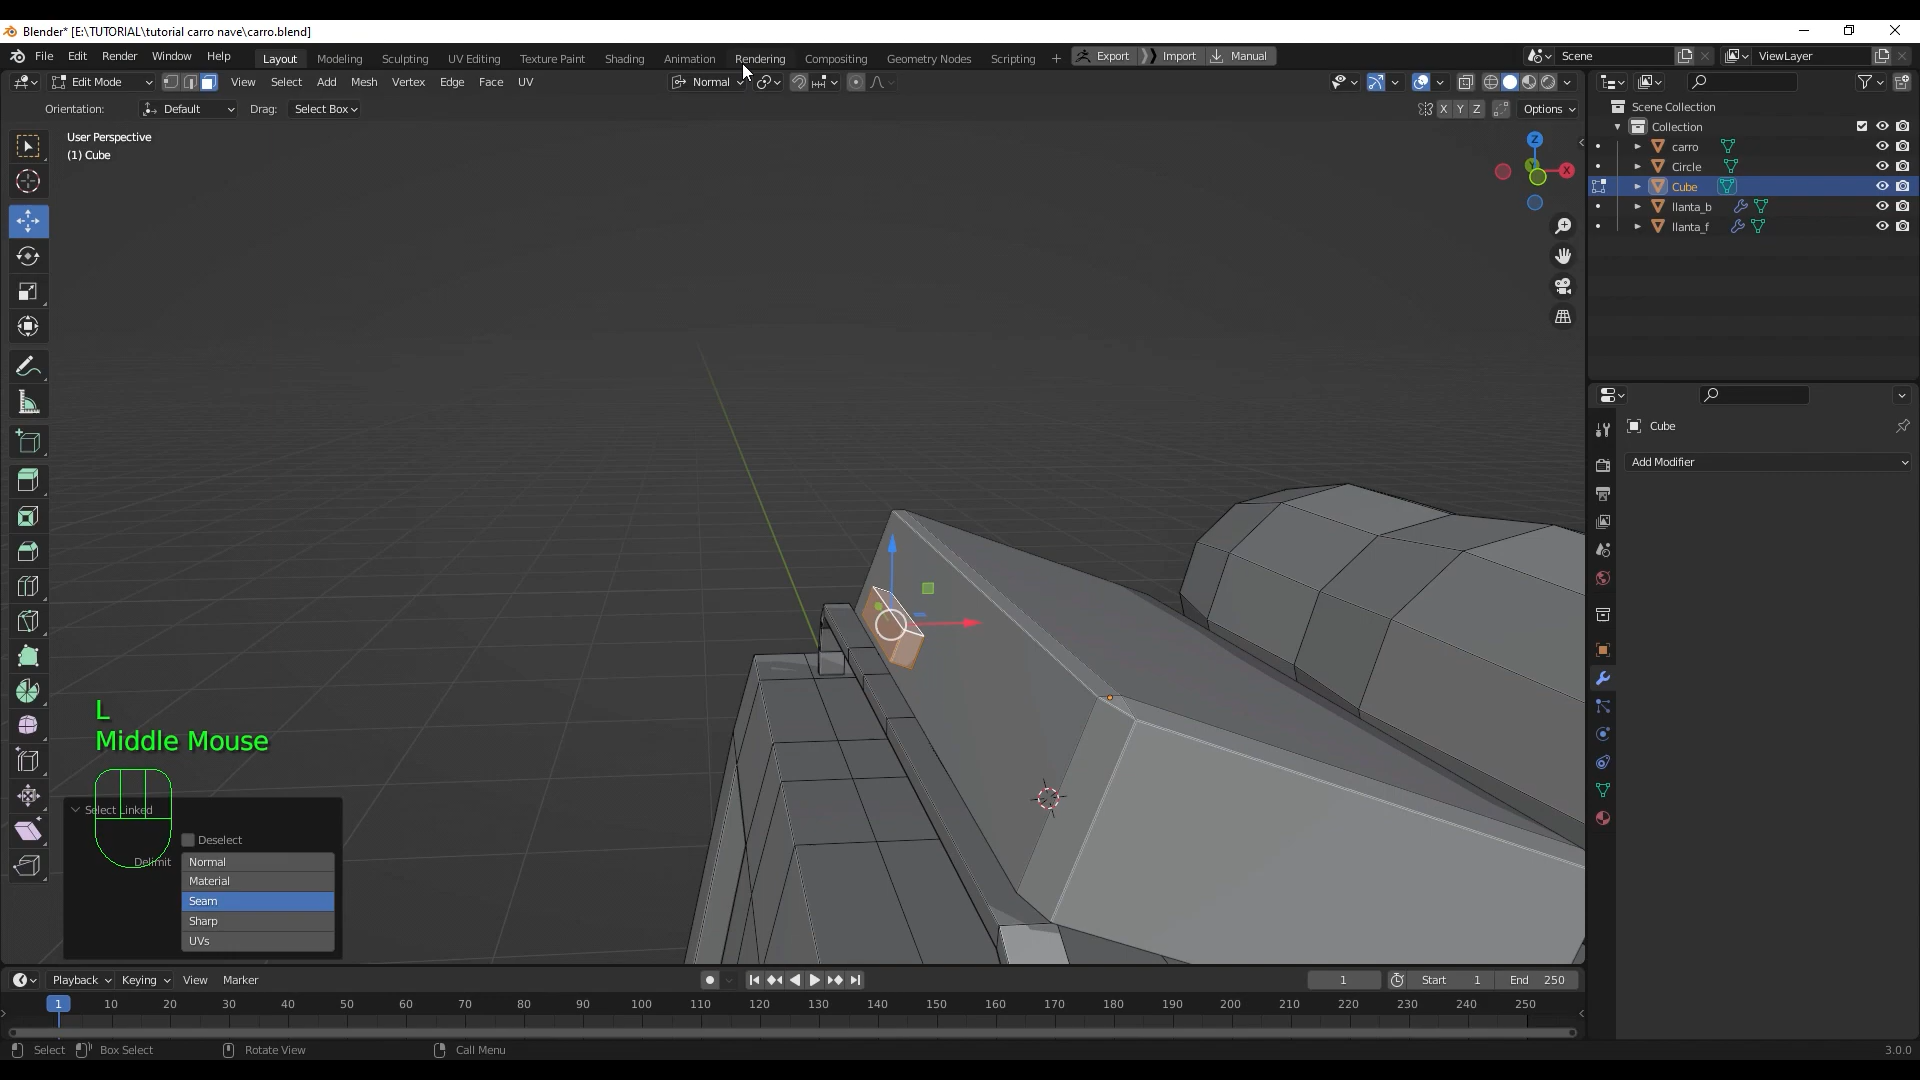 Blender* [E:\TUTORIAL\tutorial carro nave\carro.blend]
File Edit Render Window Help Layout Modeling Sculpting UV Editing Texture Paint Shading Animation Rendering Compositing Geometry Nodes Scripting + Export Import Manual Scene ViewLayer
Edit Mode View Select Add Mesh Vertex Edge Face UV Normal
Orientation: Default Drag: Select Box X Y Z Options
Scene Collection
User Perspective
(1) Cube
Collection
carro
Circle
Cube
llanta_b
llanta_f
Z
X
Y
Cube
Add Modifier
L
Middle Mouse
Select Linked
Deselect
Delimit Normal
Material
Seam
Sharp
UVs
Playback Keying View Marker 1 Start 1 End 250
1 10 20 30 40 50 60 70 80 90 100 110 120 130 140 150 160 170 180 190 200 210 220 230 240 250
Select Box Select Rotate View Call Menu 3.0.0